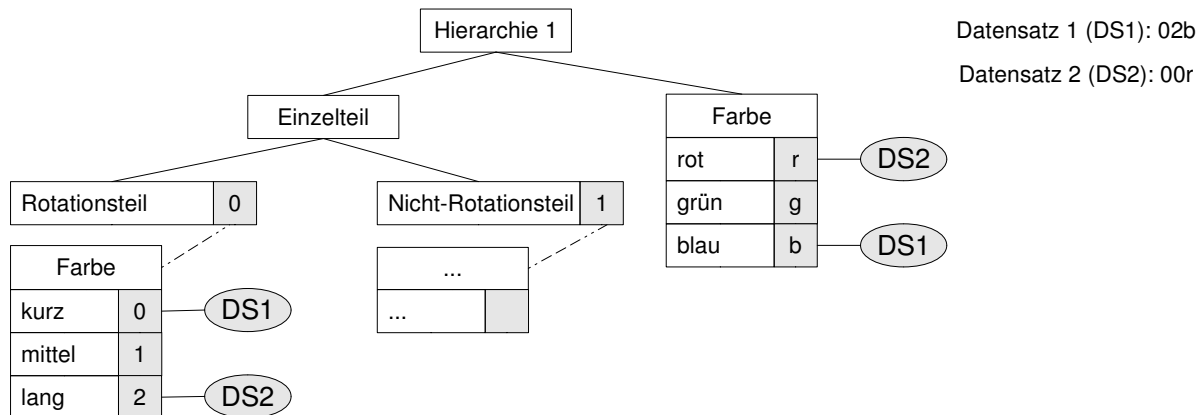 Hierarchie 1
Datensatz 1 (DS1): 02b
Datensatz 2 (DS2): 00r
Einzelteil
Farbe
rot r DS2
grün g
blau b DS1
Rotationsteil 0
Nicht-Rotationsteil 1
Farbe
kurz 0 DS1
mittel 1
lang 2 DS2
...
...